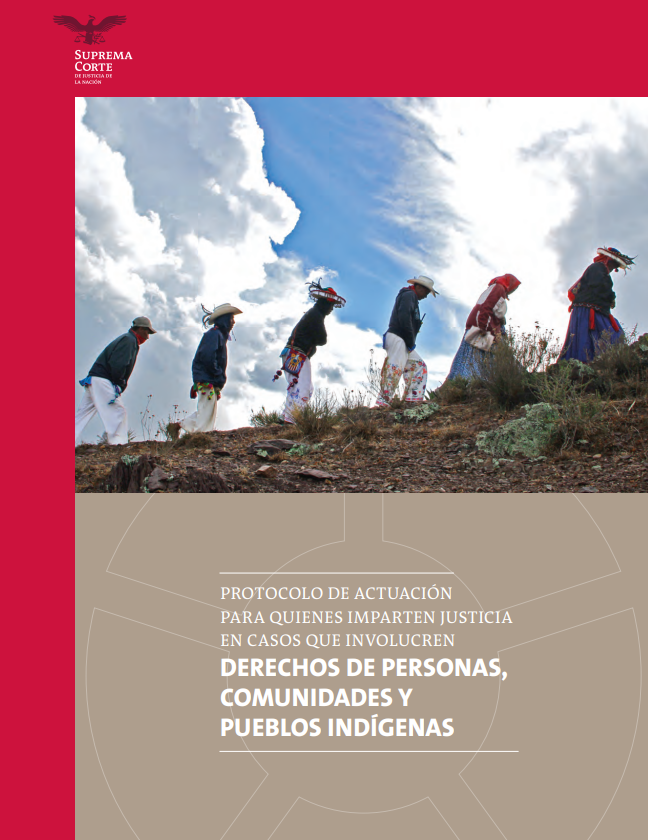 SUPREMA
CORTE
DE JUSTICIA DE
LA NACIÓN
PROTOCOLO DE ACTUACIÓN
PARA QUIENES IMPARTEN JUSTICIA
EN CASOS QUE INVOLUCREN
DERECHOS DE PERSONAS,
COMUNIDADES Y
PUEBLOS INDÍGENAS